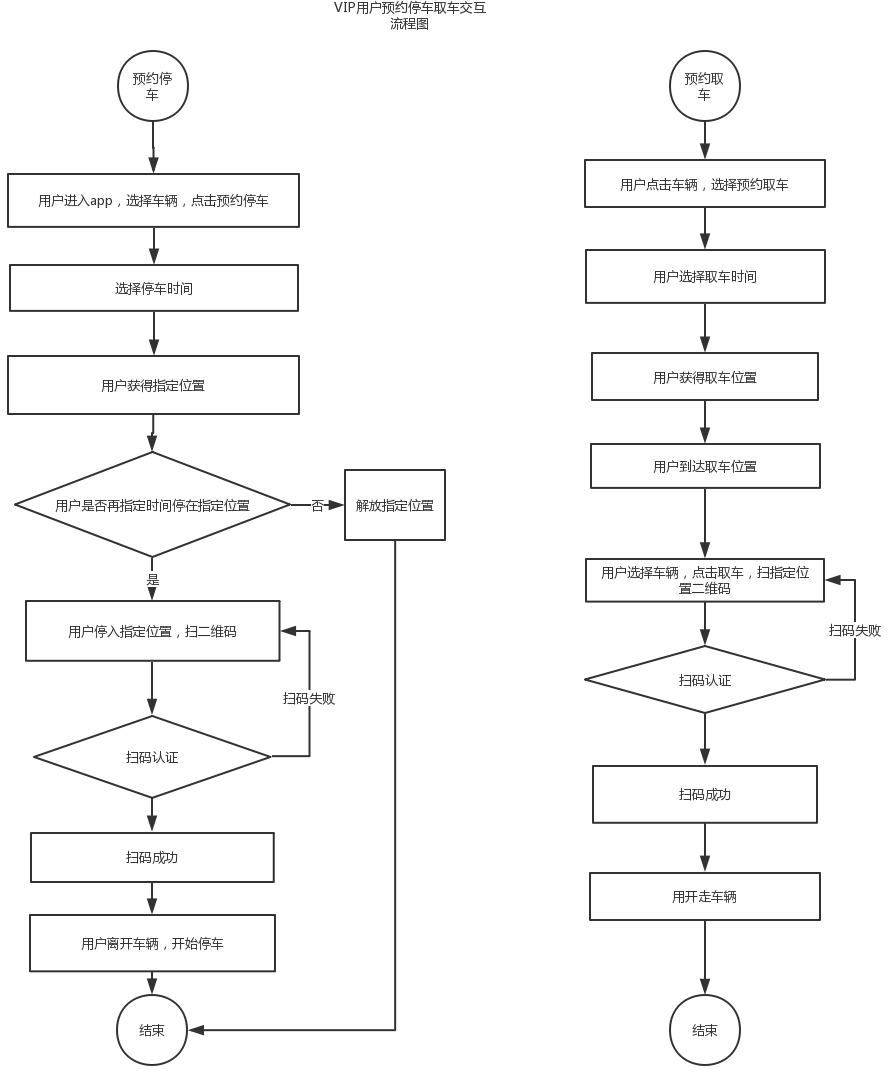 VIP用户预约停车取车交互
流程图
预约停
车
用户进入app，选择车辆，点击预约停车
选择停车时间
用户获得指定位置
用户是否再指定时间停在指定位置
否
解放指定位置
是
用户停入指定位置，扫二维码
扫码失败
扫码认证
扫码成功
用户离开车辆，开始停车
结束
预约取
车
用户点击车辆，选择预约取车
用户选择取车时间
用户获得取车位置
用户到达取车位置
用户选择车辆，点击取车，扫指定位
置二维码
扫码失败
扫码认证
扫码成功
用开走车辆
结束